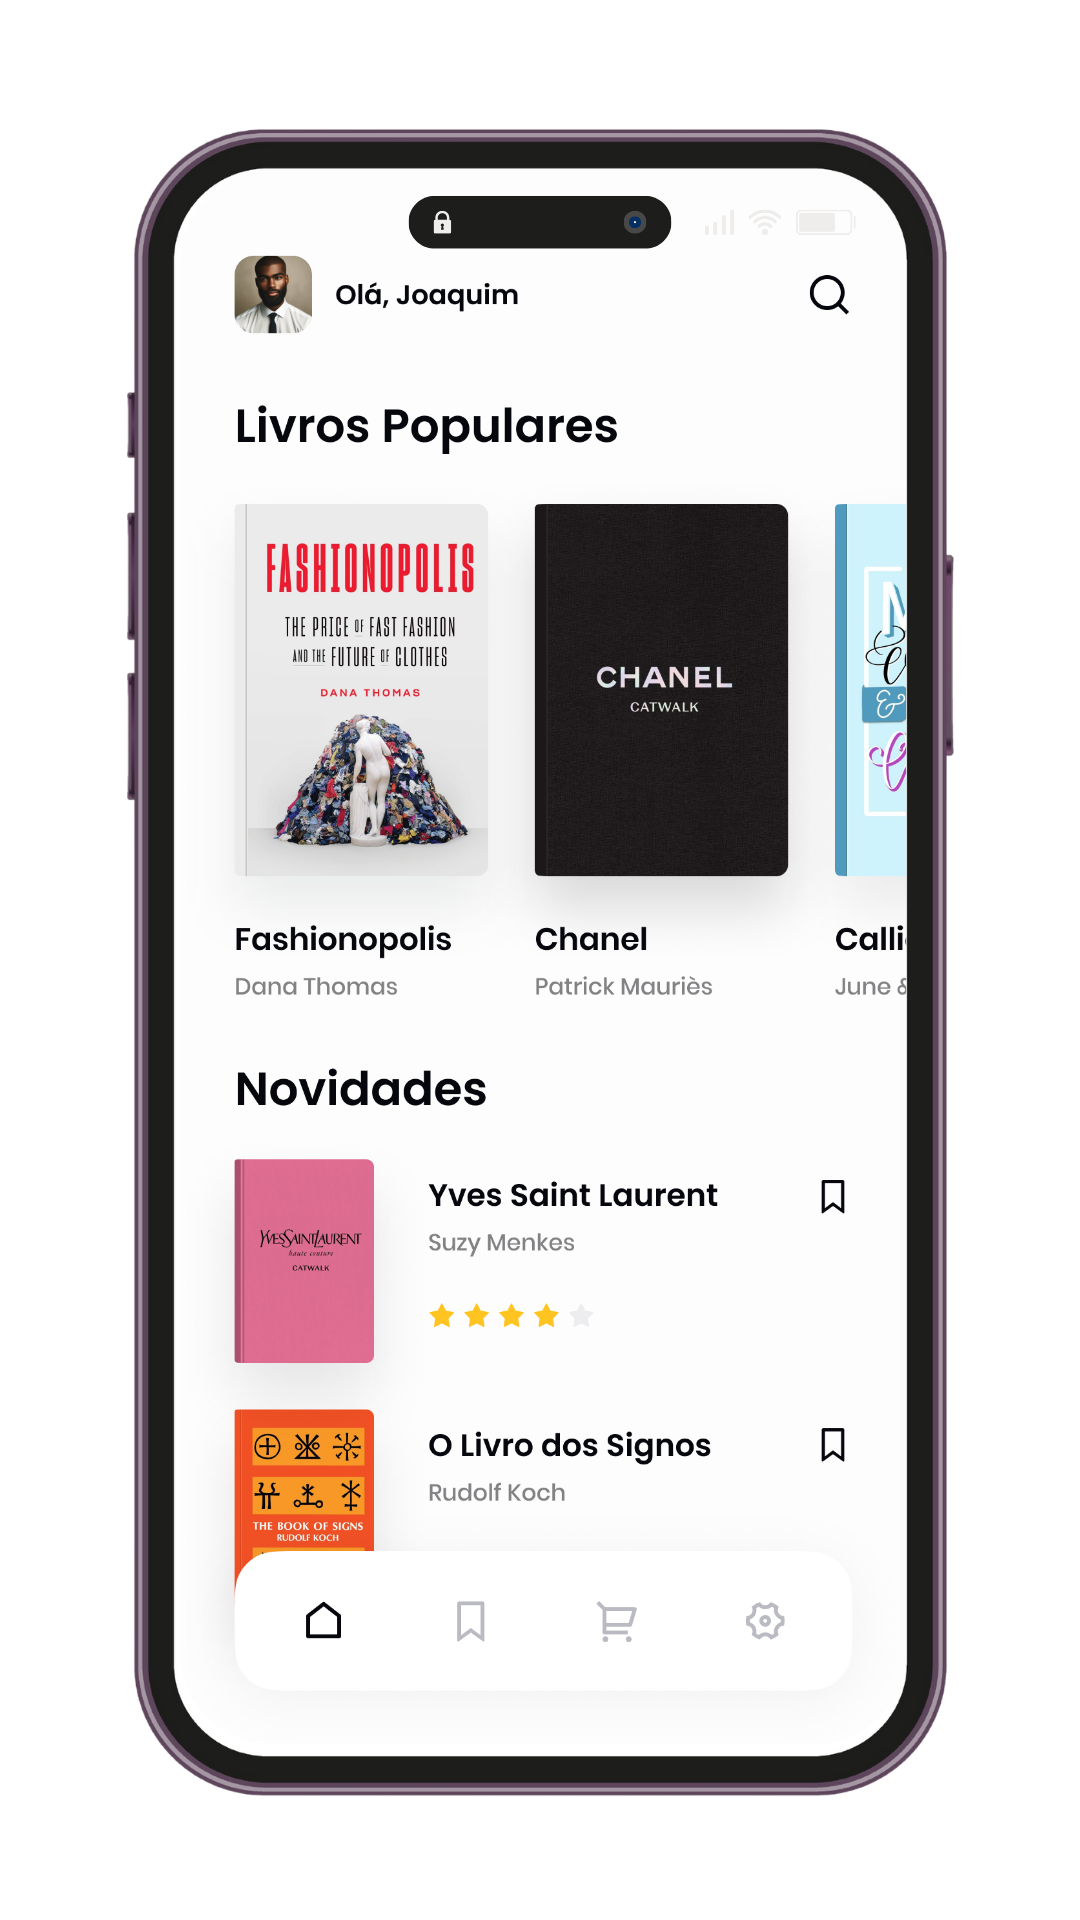 Olá, Joaquim
Livros Populares
FASHIONOPOLIS
THE PRICE OF FAST FASHION
AND THE FUTURE OF CLOTHES
DANA THOMAS
CHANEL
CATWALK
&
Fashionopolis
Dana Thomas
Chanel
Patrick Mauriès
Calli
June &
Novidades
YVESSAINTLAURENT
haute couture
CATWALK
Yves Saint Laurent
Suzy Menkes
THE BOOK OF SIGNS
RUDOLF KOCH
O Livro dos Signos
Rudolf Koch